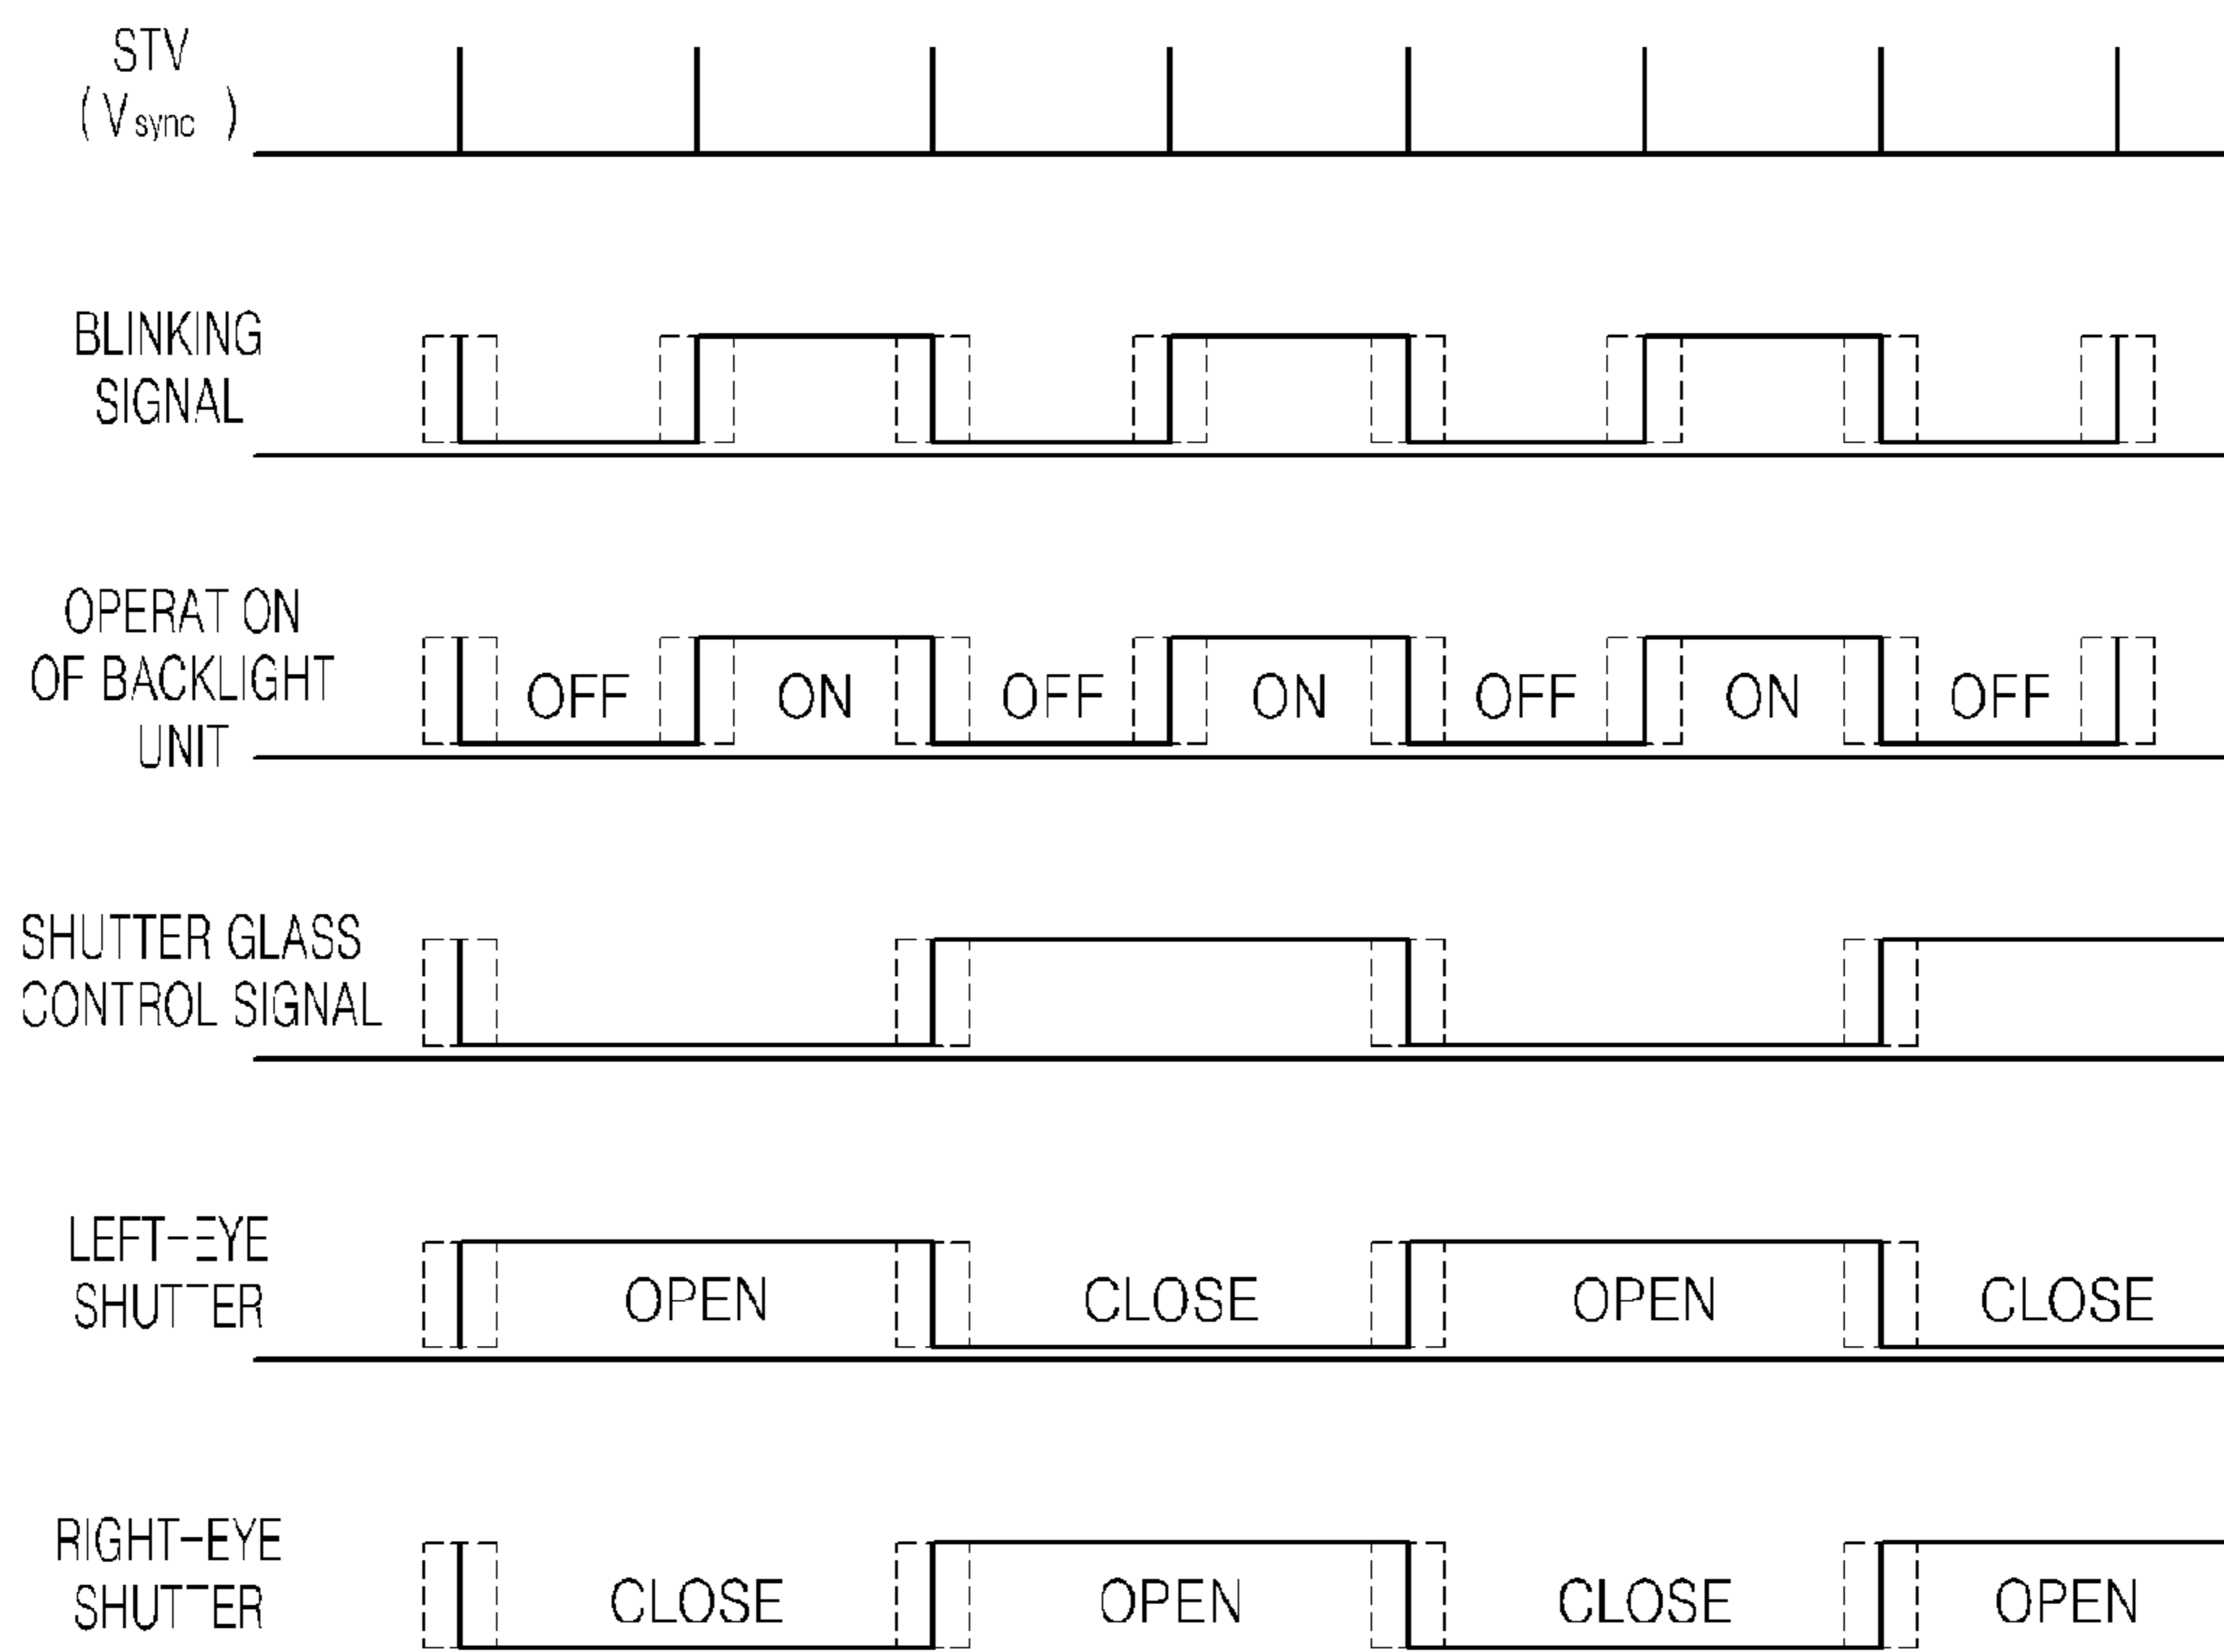 STV
( Vsync )
BLINKING
SIGNAL
OPERAT ON
OF BACKLIGHT
UNIT
OFF ON OFF ON OFF ON OFF
SHUTTER GLASS
CONTROL SIGNAL
LEFT-EYE
SHUTTER
OPEN CLOSE OPEN CLOSE
RIGHT-EYE
SHUTTER
CLOSE OPEN CLOSE OPEN